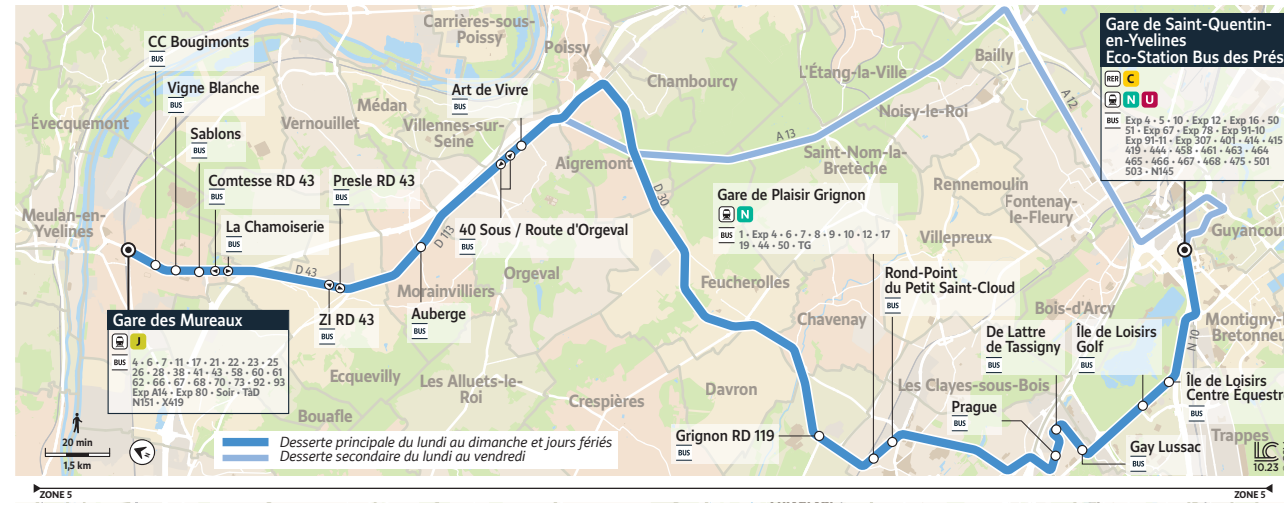 Carrières-sous-
Poissy
Poissy
CC Bougimonts
BUS
Vigne Blanche
BUS
Sablons
BUS
Comtesse RD 43
BUS
Presle RD 43
La Chamoiserie
BUS
Art de Vivre
BUS
Évecquemont
Médan
Vernouillet
Villennes-sur-
Seine
Chambourcy
L'Étang-la-Ville
Bailly
Noisy-le-Roi
A 12
A 13
Aigremont
Saint-Nom-la-
Bretèche
D 30
Rennemoulin
Fontenay-
le-Fleury
Villepreux
Guyancou
Gare de Saint-Quentin-
en-Yvelines
Eco-Station Bus des Prés
RER C
N U
BUS Exp 4 • 5 • 10 • Exp 12 • Exp 16 • 50
51 • Exp 67 • Exp 78 • Exp 91-10
Exp 91-11 • Exp 307 • 401 • 414 • 415
419 • 444 • 458 • 461 • 463 • 464
465 • 466 • 467 • 468 • 475 • 501
503 • N145
Meulan-en-
Yvelines
D 43
D 113
40 Sous / Route d'Orgeval
BUS
Orgeval
Morainvilliers
Auberge
BUS
ZI RD 43
BUS
Gare des Mureaux
J
BUS 4 • 6 • 7 • 11 • 17 • 21 • 22 • 23 • 25
26 • 28 • 38 • 41 • 43 • 58 • 60 • 61
62 • 66 • 67 • 68 • 70 • 73 • 92 • 93
Exp A14 • Exp 80 • Soir • TàD
N151 • X419
Ecquevilly
Bouafle
Les Alluets-le-
Roi
Crespières
Gare de Plaisir Grignon
N
BUS 1 • Exp 4 • 6 • 7 • 8 • 9 • 10 • 12 • 17
19 • 44 • 50 • TG
Feucherolles
Chavenay
Davron
Rond-Point
du Petit Saint-Cloud
BUS
Bois-d'Arcy
De Lattre
de Tassigny
BUS
Île de Loisirs
Golf
BUS
Montigny-l
Bretonneu
N 10
Les Clayes-sous-Bois
Prague
BUS
Île de Loisirs
Centre Équestr
BUS
Grignon RD 119
BUS
Gay Lussac
BUS
Trappes
20 min
1,5 km
Desserte principale du lundi au dimanche et jours fériés
Desserte secondaire du lundi au vendredi
LC
10.23
ZONE 5
ZONE 5